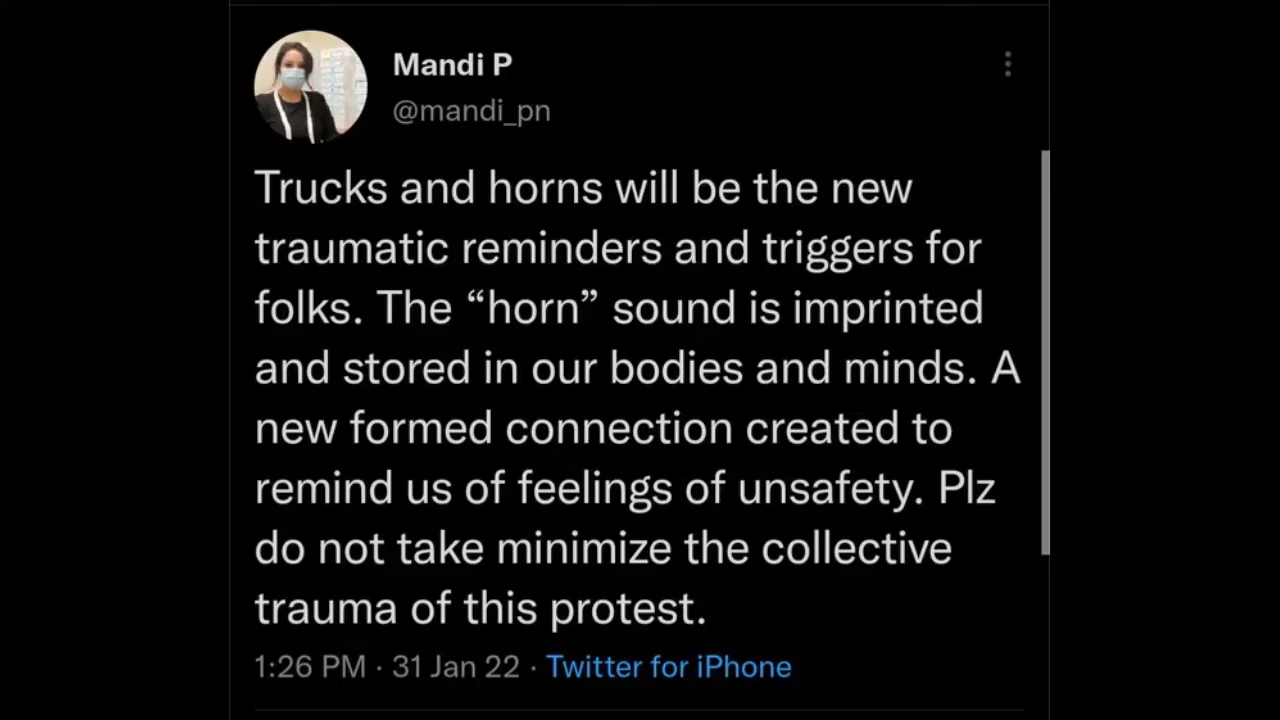 Mandi P
@mandi_pn
Trucks and horns will be the new
traumatic reminders and triggers for
folks. The “horn” sound is imprinted
and stored in our bodies and minds. A
new formed connection created to
remind us of feelings of unsafety. Plz
do not take minimize the collective
trauma of this protest.
1:26 PM · 31 Jan 22 · Twitter for iPhone